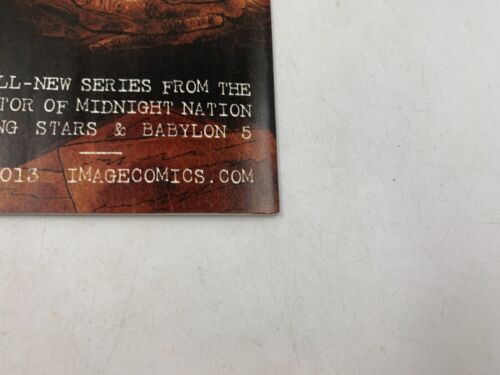 LL-NEW SERIES FROM THE
TOR OF MIDNIGHT NATION
NG STARS & BABYLON 5
013 IMAGECOMICS.COM